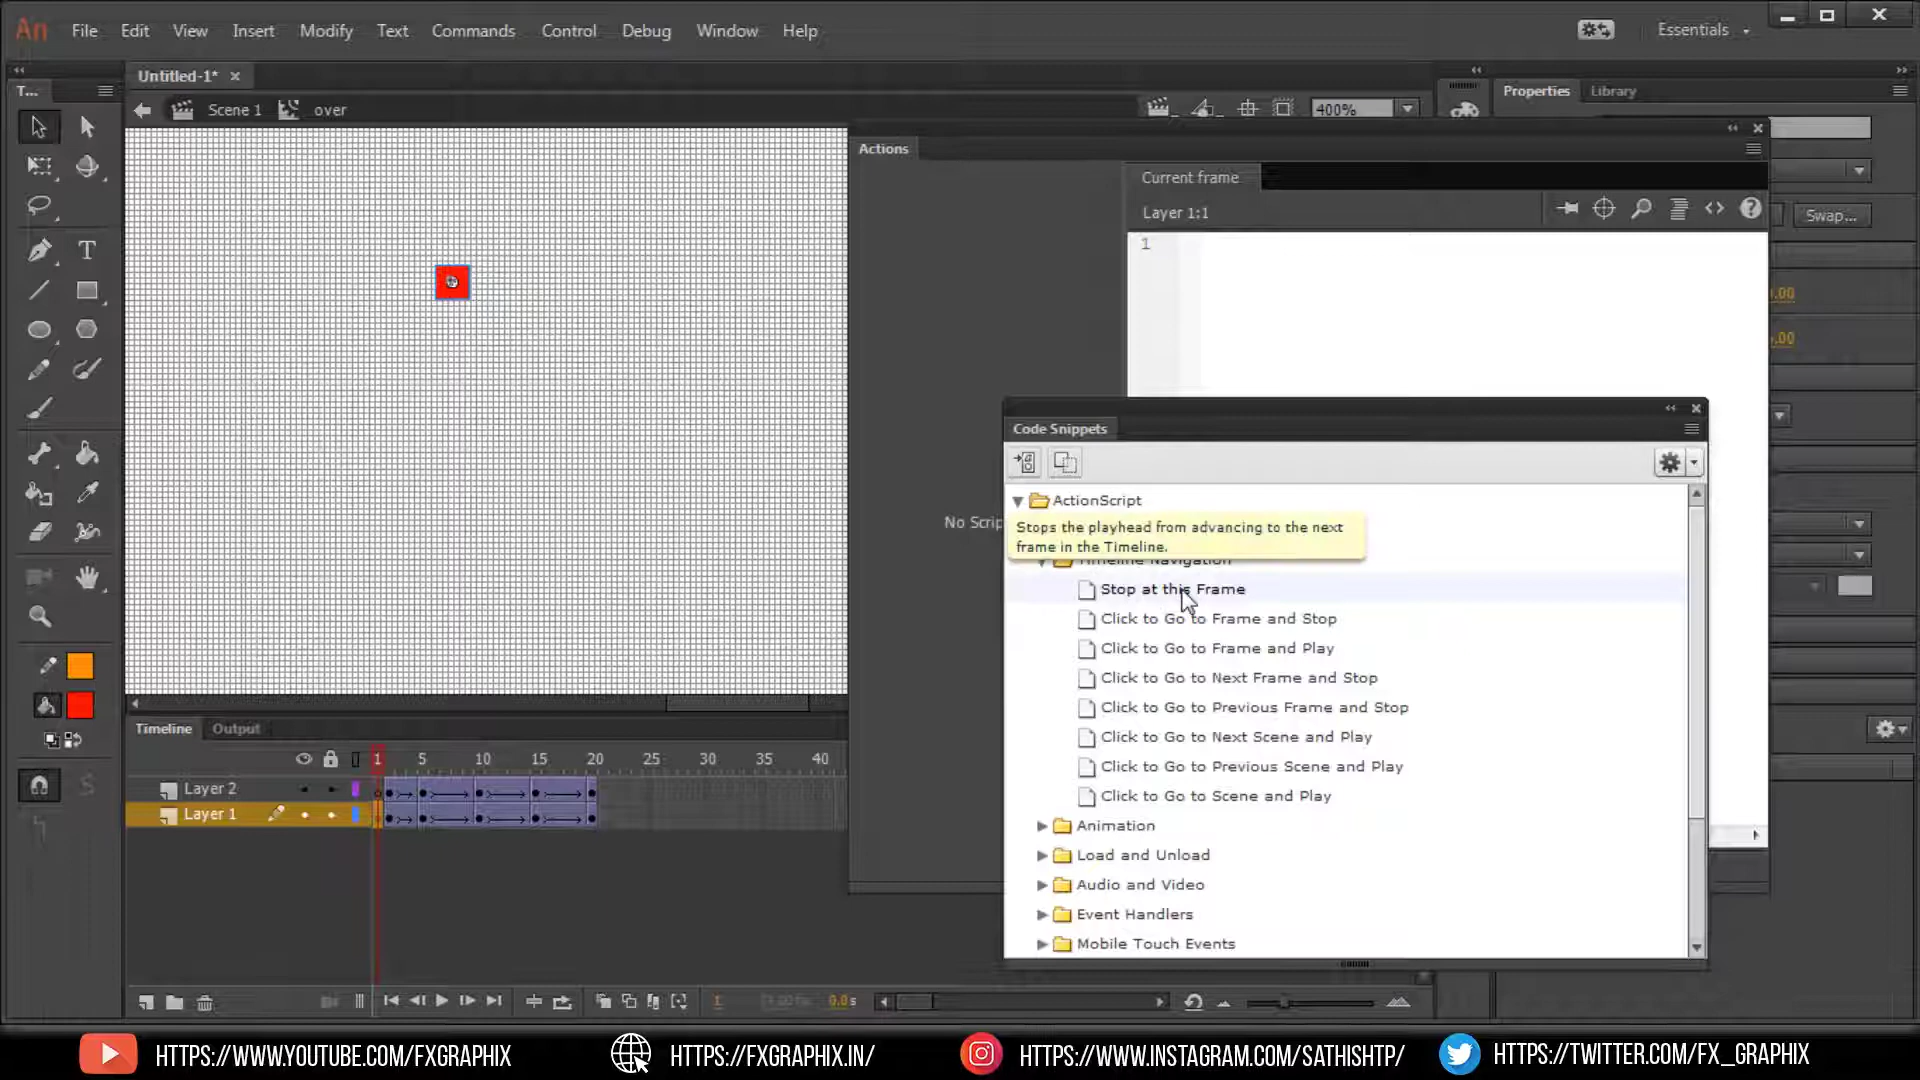 An File Edit View Insert Modify Text Commands Control Debug Window Help Essentials
Untitled-1*
T...
Scene 1 over 400%
Properties Library
Actions
Current frame
Layer 1:1
Swap...
1
.00
.00
Code Snippets
ActionScript
No Scrip
Stops the playhead from advancing to the next
frame in the Timeline.
Timeline Navigation
Stop at this Frame
Click to Go to Frame and Stop
Click to Go to Frame and Play
Click to Go to Next Frame and Stop
Click to Go to Previous Frame and Stop
Click to Go to Next Scene and Play
Click to Go to Previous Scene and Play
Click to Go to Scene and Play
Animation
Load and Unload
Audio and Video
Event Handlers
Mobile Touch Events
Timeline Output
1 5 10 15 20 25 30 35 40
Layer 2
Layer 1
1 0.0s
HTTPS://WWW.YOUTUBE.COM/FXGRAPHIX HTTPS://FXGRAPHIX.IN/ HTTPS://WWW.INSTAGRAM.COM/SATHISHTP/ HTTPS://TWITTER.COM/FX_GRAPHIX